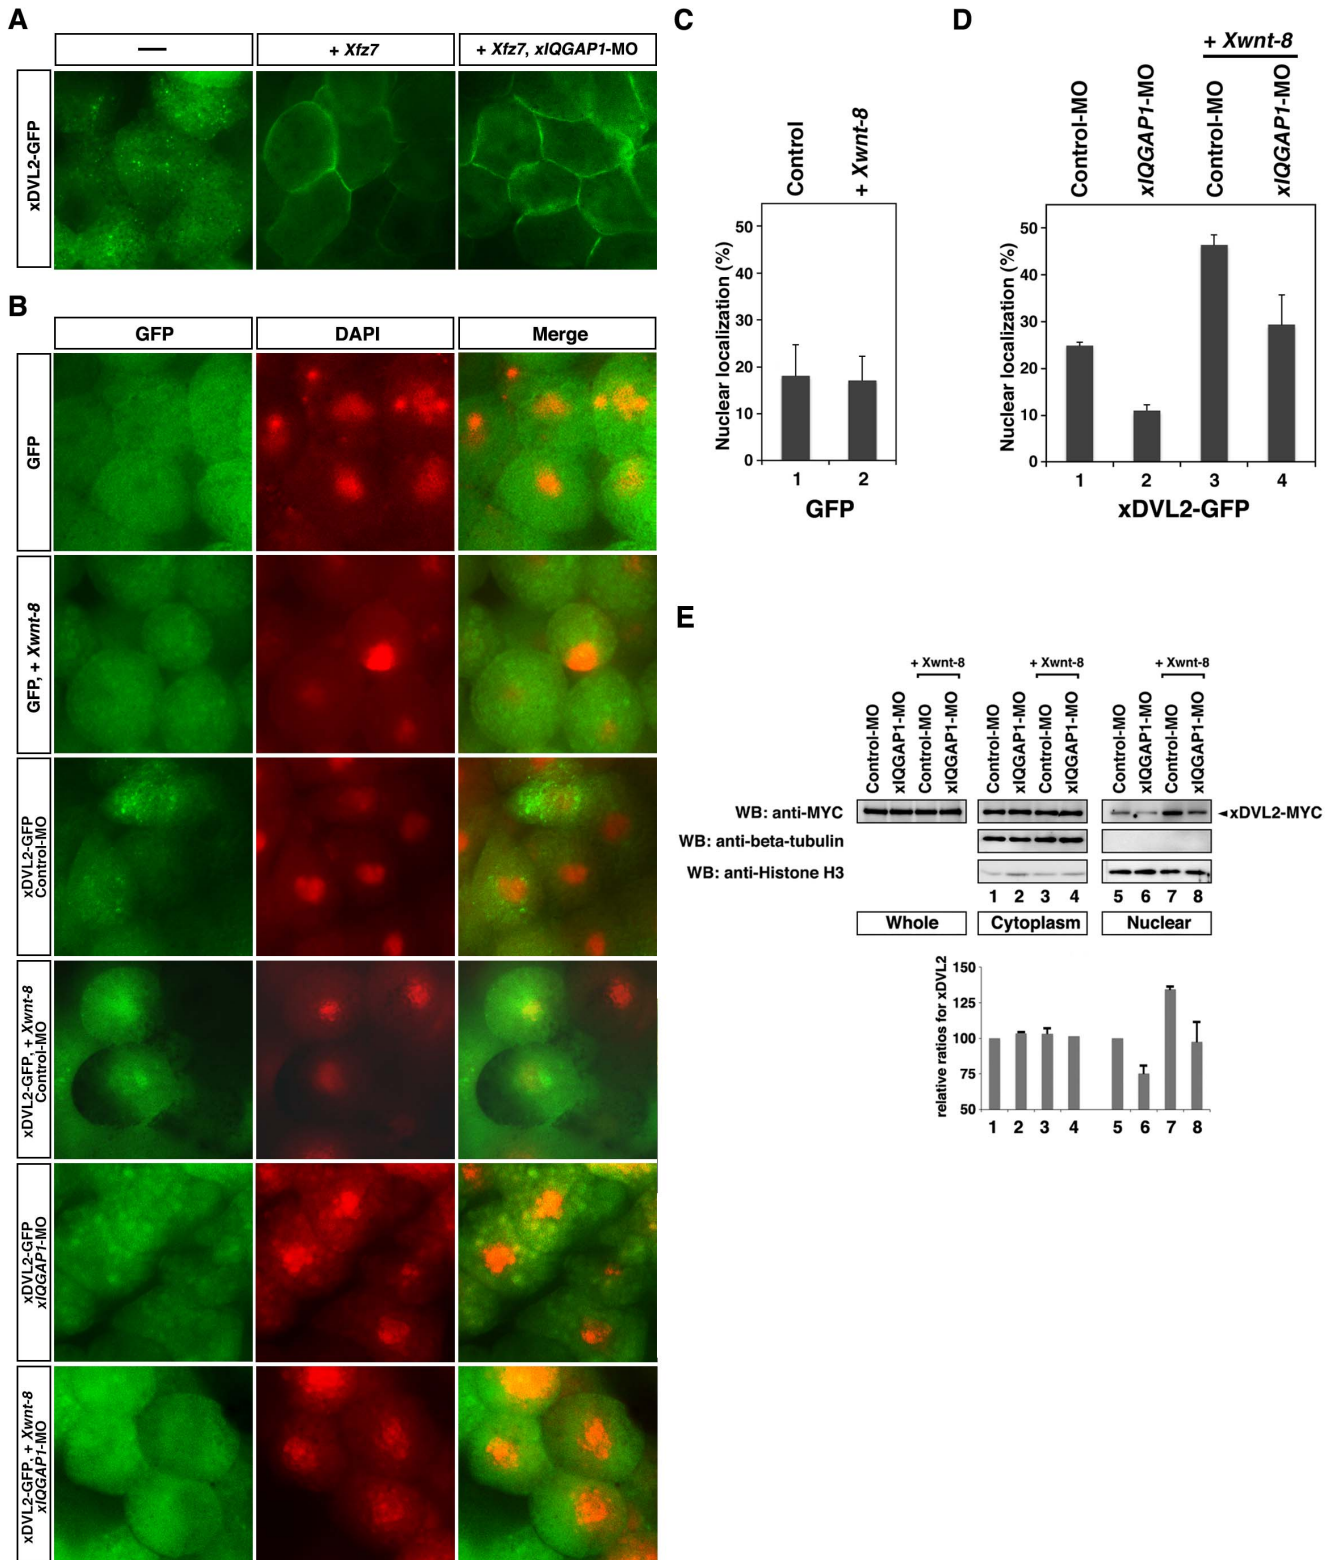 A
—
+ Xfz7
+ Xfz7, xIQGAP1-MO
xDVL2-GFP
B
GFP
DAPI
Merge
GFP
GFP, + Xwnt-8
xDVL2-GFP
Control-MO
xDVL2-GFP, + Xwnt-8
Control-MO
xDVL2-GFP
xIQGAP1-MO
xDVL2-GFP, + Xwnt-8
xIQGAP1-MO
C
Control
+ Xwnt-8
Nuclear localization (%)
50
40
30
20
10
0
1 2
GFP
D
+ Xwnt-8
Control-MO
xIQGAP1-MO
Control-MO
xIQGAP1-MO
Nuclear localization (%)
50
40
30
20
10
0
1 2 3 4
xDVL2-GFP
E
+ Xwnt-8 + Xwnt-8 + Xwnt-8
Control-MO
xIQGAP1-MO
Control-MO
xIQGAP1-MO
Control-MO
xIQGAP1-MO
Control-MO
xIQGAP1-MO
Control-MO
xIQGAP1-MO
Control-MO
xIQGAP1-MO
WB: anti-MYC
◄xDVL2-MYC
WB: anti-beta-tubulin
WB: anti-Histone H3
1 2 3 4 5 6 7 8
Whole Cytoplasm Nuclear
relative ratios for xDVL2
150
125
100
75
50
1 2 3 4 5 6 7 8